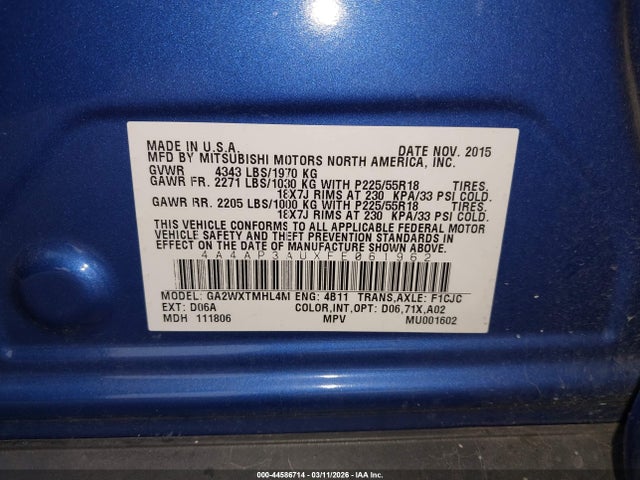 MADE IN U.S.A. DATE NOV. 2015
MFD BY MITSUBISHI MOTORS NORTH AMERICA, INC.
GVWR 4343 LBS/1970 KG
GAWR FR. 2271 LBS/1030 KG WITH P225/55R18 TIRES,
18X7J RIMS AT 230 KPA/33 PSI COLD.
GAWR RR. 2205 LBS/1000 KG WITH P225/55R18 TIRES,
18X7J RIMS AT 230 KPA/33 PSI COLD.
THIS VEHICLE CONFORMS TO ALL APPLICABLE FEDERAL MOTOR
VEHICLE SAFETY AND THEFT PREVENTION STANDARDS IN
EFFECT ON THE DATE OF MANUFACTURE SHOWN ABOVE.
4A4AP3AUXFE061962
MODEL: GA2WXTMHL4M ENG: 4B11 TRANS,AXLE: F1CJC
EXT: D06A COLOR,INT,OPT: D06,71X,A02
MDH 111806 MPV MU001602
000-44586714 - 03/11/2026 - IAA Inc.